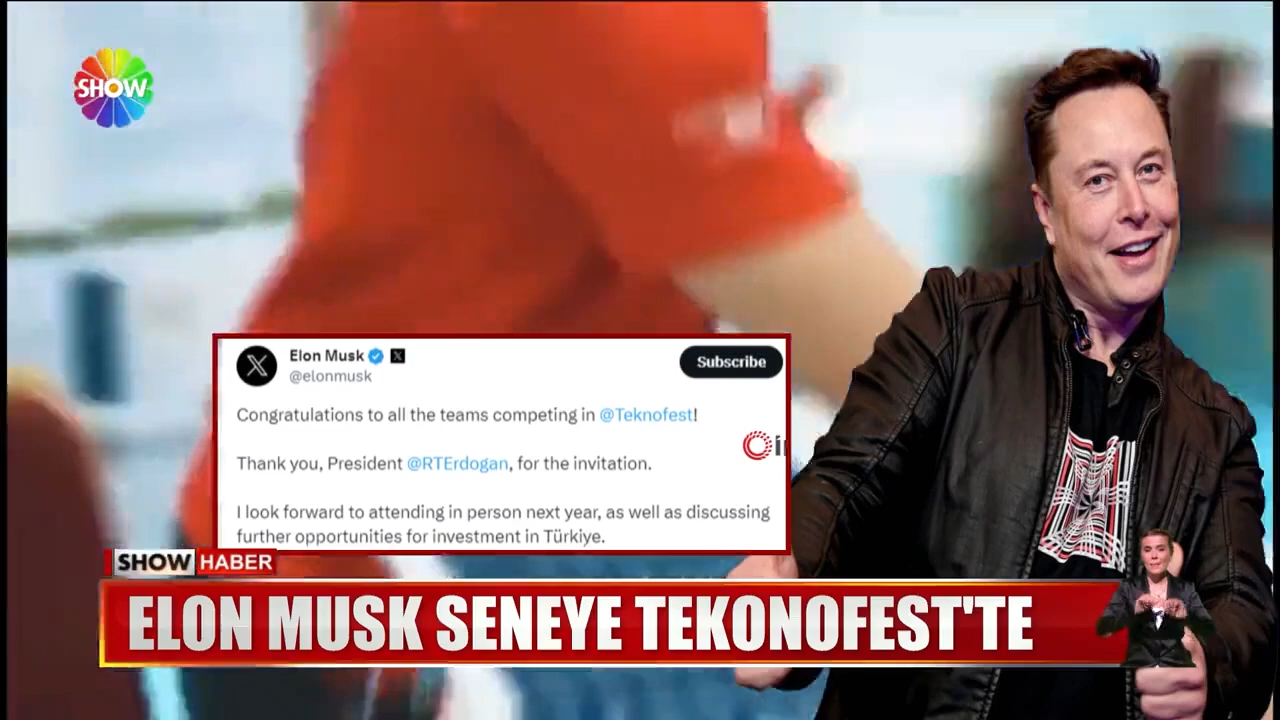 SHOW
Elon Musk
@elonmusk
Subscribe
Congratulations to all the teams competing in @Teknofest!
Thank you, President @RTErdogan, for the invitation.
I look forward to attending in person next year, as well as discussing
further opportunities for investment in Türkiye.
SHOW HABER
ELON MUSK SENEYE TEKONOFEST'TE